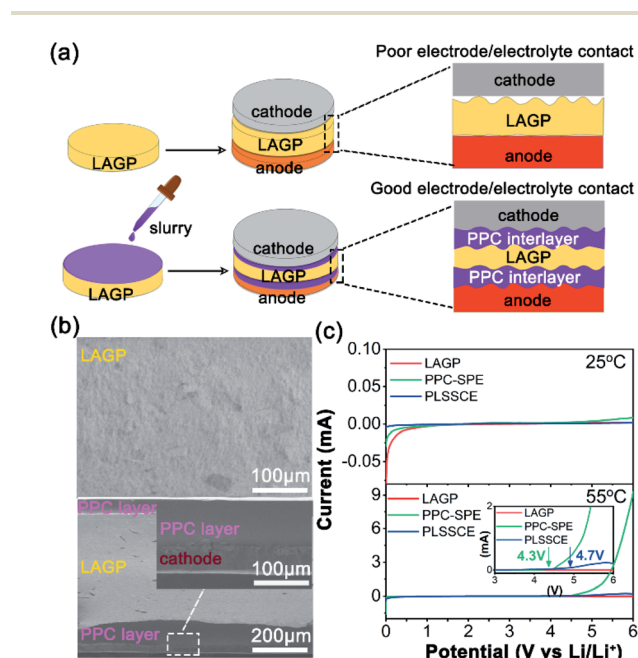 (a)
Poor electrode/electrolyte contact
cathode
LAGP
anode
LAGP
cathode
LAGP
anode
Good electrode/electrolyte contact
slurry
LAGP
cathode
LAGP
anode
cathode
PPC interlayer
LAGP
PPC interlayer
anode
(b)
LAGP
100μm
PPC layer
PPC layer
cathode
100μm
LAGP
PPC layer
200μm
(c)
Current (mA)
0.10
0.05
0.00
-0.05
LAGP
PPC-SPE
PLSSCE
25°C
9
6
3
0
LAGP
PPC-SPE
PLSSCE
55°C
2
(mA)
0
LAGP
PPC-SPE
PLSSCE
4.3V
4.7V
3 4 5 6
(V)
0 1 2 3 4 5 6
Potential (V vs Li/Li⁺)